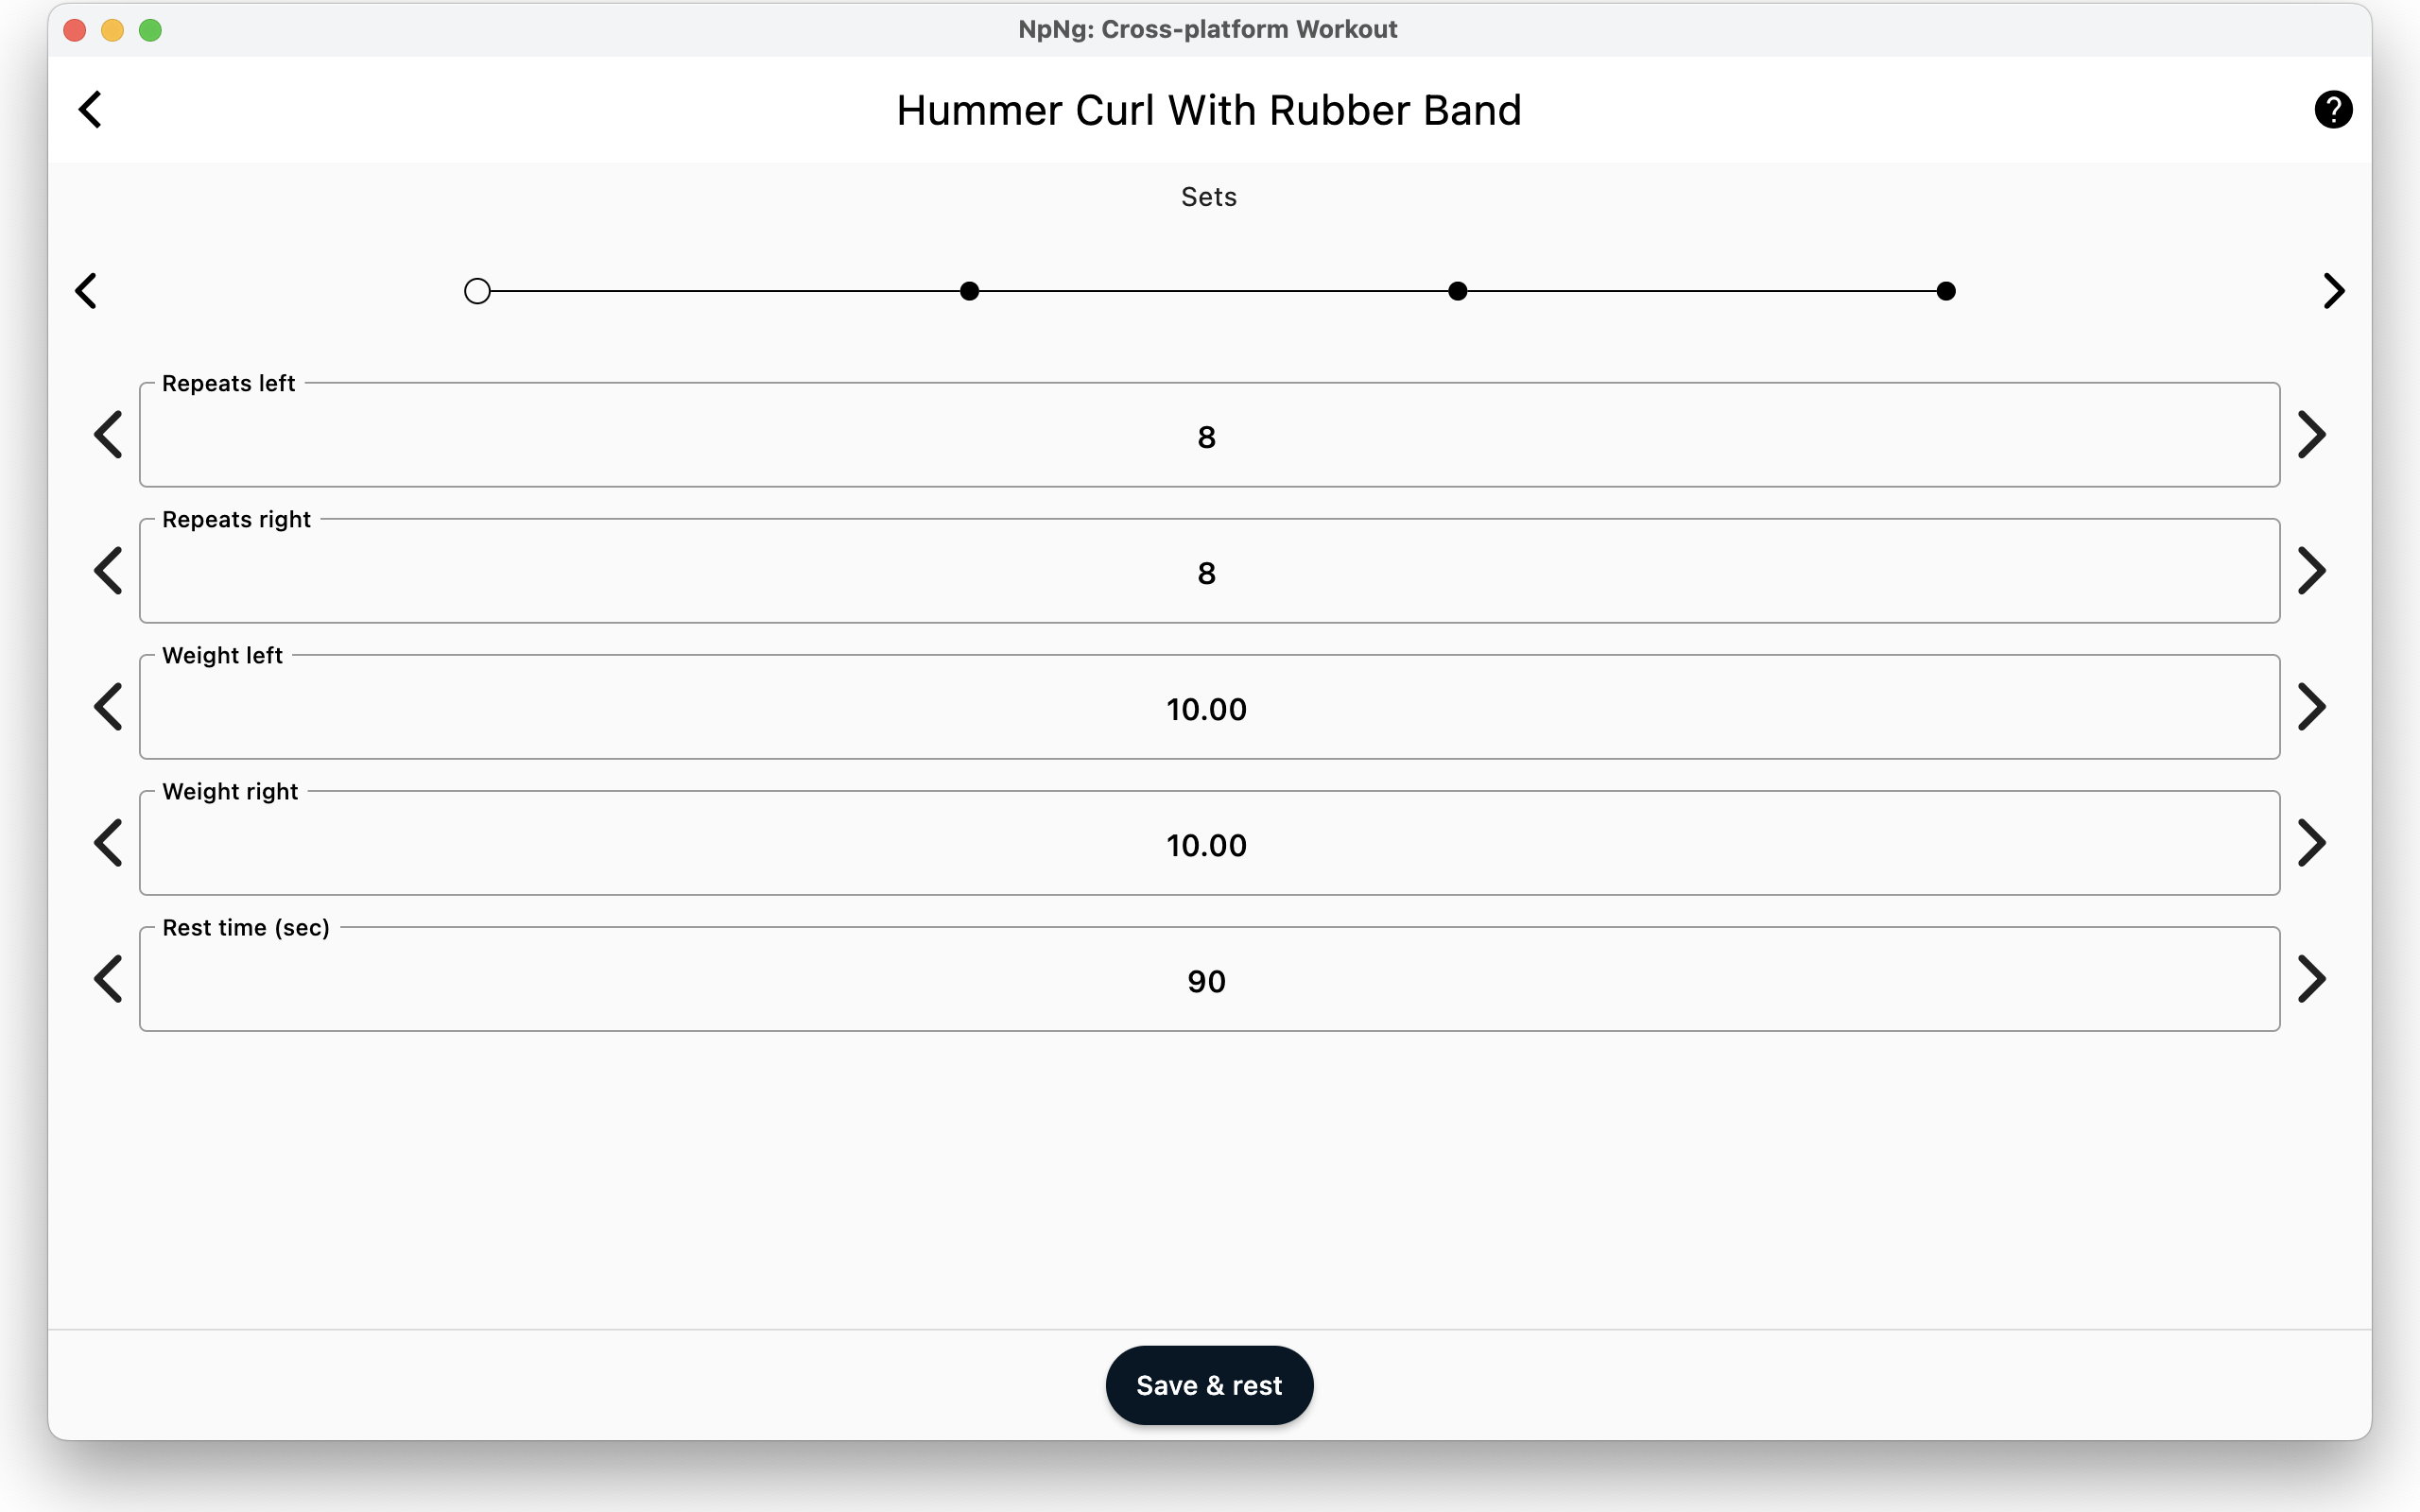 NpNg: Cross-platform Workout
Hummer Curl With Rubber Band
?
Sets
Repeats left
8
Repeats right
8
Weight left
10.00
Weight right
10.00
Rest time (sec)
90
Save & rest